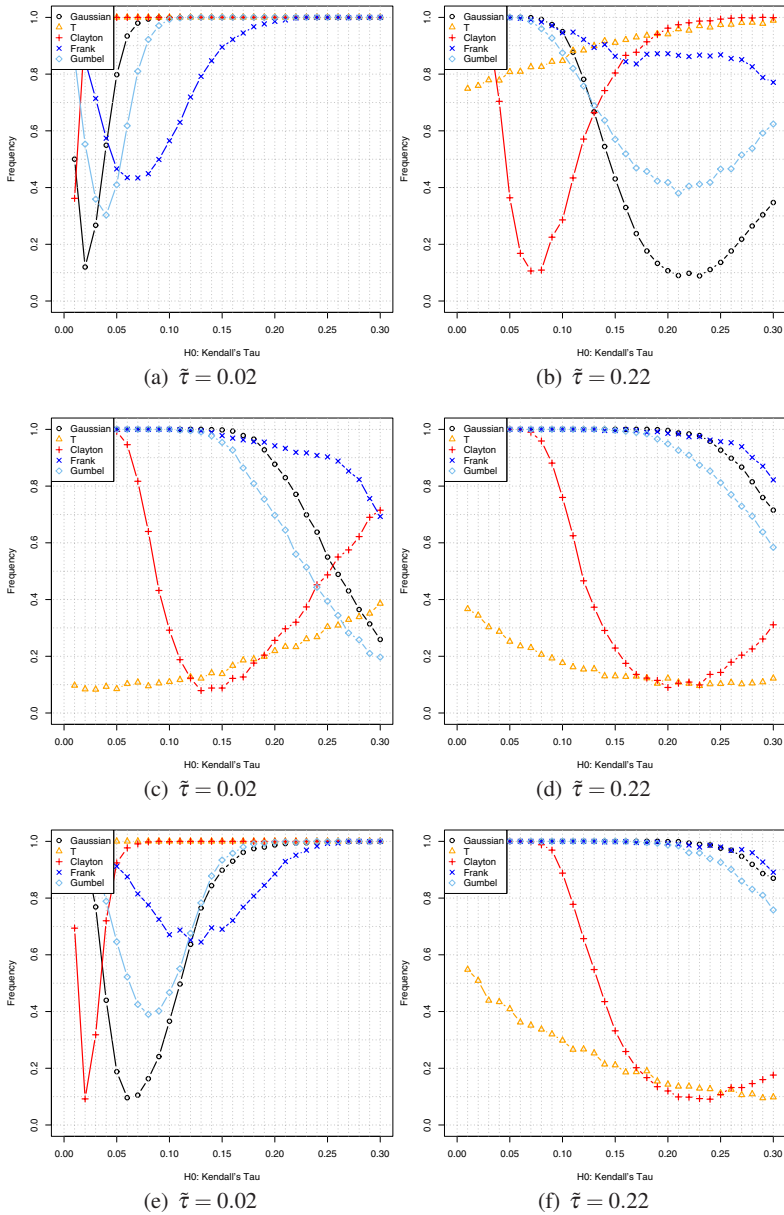 Gaussian
T
Clayton
Frank
Gumbel
Frequency
0.0 0.2 0.4 0.6 0.8 1.0
0.00 0.05 0.10 0.15 0.20 0.25 0.30
H0: Kendall's Tau
(a) τ̃ = 0.02
Gaussian
T
Clayton
Frank
Gumbel
Frequency
0.0 0.2 0.4 0.6 0.8 1.0
0.00 0.05 0.10 0.15 0.20 0.25 0.30
H0: Kendall's Tau
(b) τ̃ = 0.22
Gaussian
T
Clayton
Frank
Gumbel
Frequency
0.0 0.2 0.4 0.6 0.8 1.0
0.00 0.05 0.10 0.15 0.20 0.25 0.30
H0: Kendall's Tau
(c) τ̃ = 0.02
Gaussian
T
Clayton
Frank
Gumbel
Frequency
0.0 0.2 0.4 0.6 0.8 1.0
0.00 0.05 0.10 0.15 0.20 0.25 0.30
H0: Kendall's Tau
(d) τ̃ = 0.22
Gaussian
T
Clayton
Frank
Gumbel
Frequency
0.0 0.2 0.4 0.6 0.8 1.0
0.00 0.05 0.10 0.15 0.20 0.25 0.30
H0: Kendall's Tau
(e) τ̃ = 0.02
Gaussian
T
Clayton
Frank
Gumbel
Frequency
0.0 0.2 0.4 0.6 0.8 1.0
0.00 0.05 0.10 0.15 0.20 0.25 0.30
H0: Kendall's Tau
(f) τ̃ = 0.22